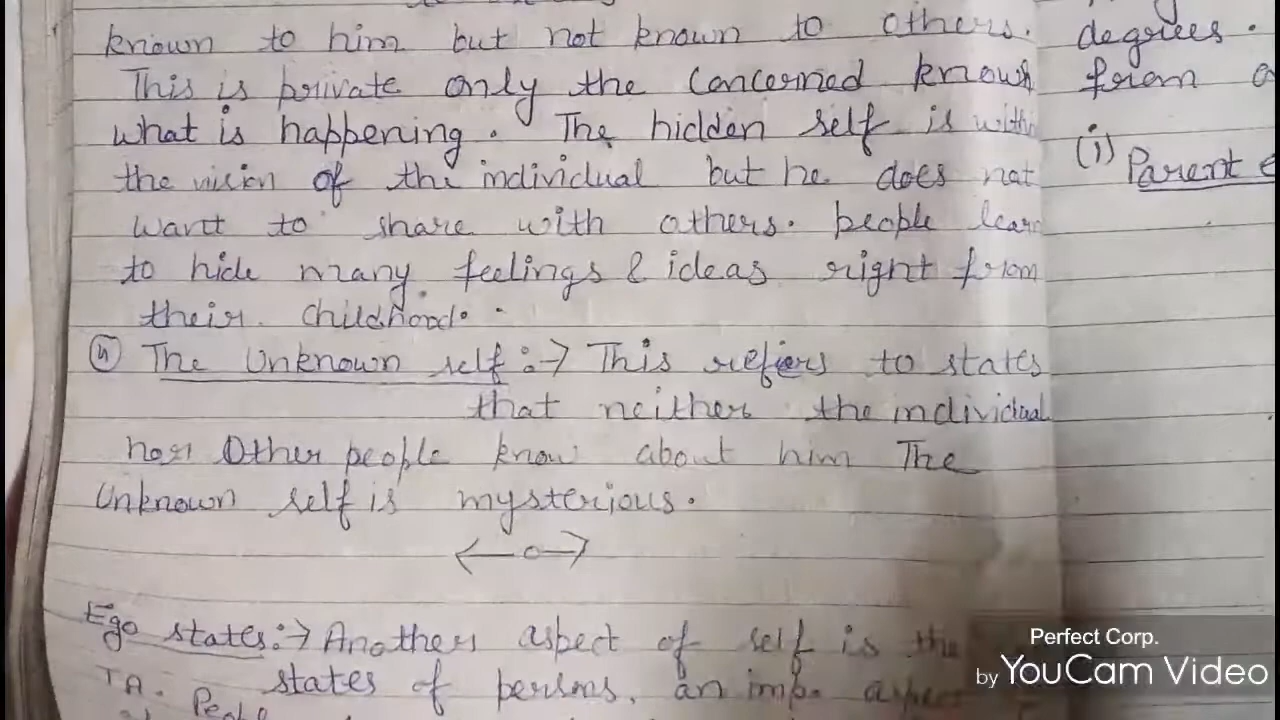 known to him but not known to others.
This is private only the concerned knows
what is happening. The hidden self is with
the vision of the individual but he does not
want to share with others. people learn
to hide many feelings & ideas right from
their childhood.
(4) The Unknown self :→ This refers to states
that neither the individual
nor Other people know about him The
Unknown self is mysterious.
Ego states :→ Another aspect of self is the
TA. states of persons. an imp. aspect
Peopl
degrees.
from
(i) Parent e
Perfect Corp.
by YouCam Video